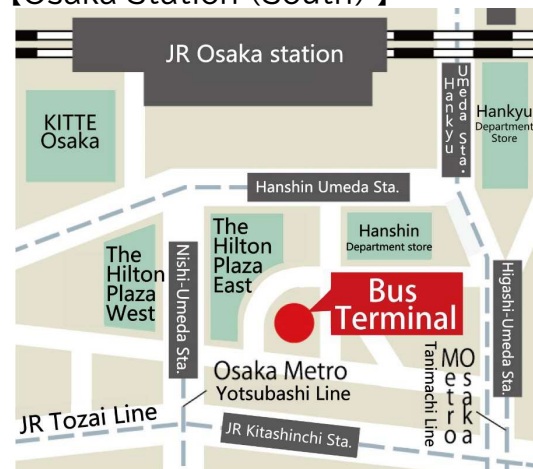 【Osaka Station (South) 】
JR Osaka station
KITTE
Osaka
Umeda Sta.
Hankyu
Hankyu
Department
Store
Hanshin Umeda Sta.
The
Hilton
Plaza
West
Nishi-Umeda Sta.
The
Hilton
Plaza
East
Hanshin
Department store
Bus
Terminal
Higashi-Umeda Sta.
Osaka Metro
Yotsubashi Line
Osaka
Metro
Tanimachi Line
JR Tozai Line
JR Kitashinchi Sta.